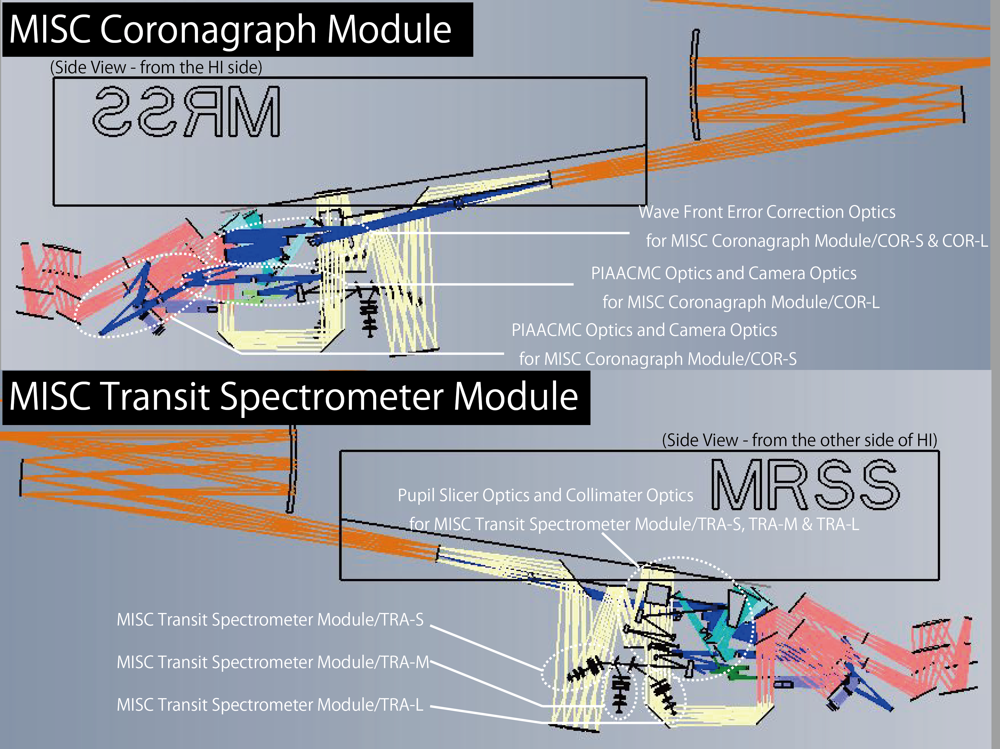 MISC Coronagraph Module
(Side View - from the HI side)
MRSS
Wave Front Error Correction Optics
for MISC Coronagraph Module/COR-S & COR-L
PIAACMC Optics and Camera Optics
for MISC Coronagraph Module/COR-L
PIAACMC Optics and Camera Optics
for MISC Coronagraph Module/COR-S
MISC Transit Spectrometer Module
(Side View - from the other side of HI)
MRSS
Pupil Slicer Optics and Collimater Optics
for MISC Transit Spectrometer Module/TRA-S, TRA-M & TRA-L
MISC Transit Spectrometer Module/TRA-S
MISC Transit Spectrometer Module/TRA-M
MISC Transit Spectrometer Module/TRA-L